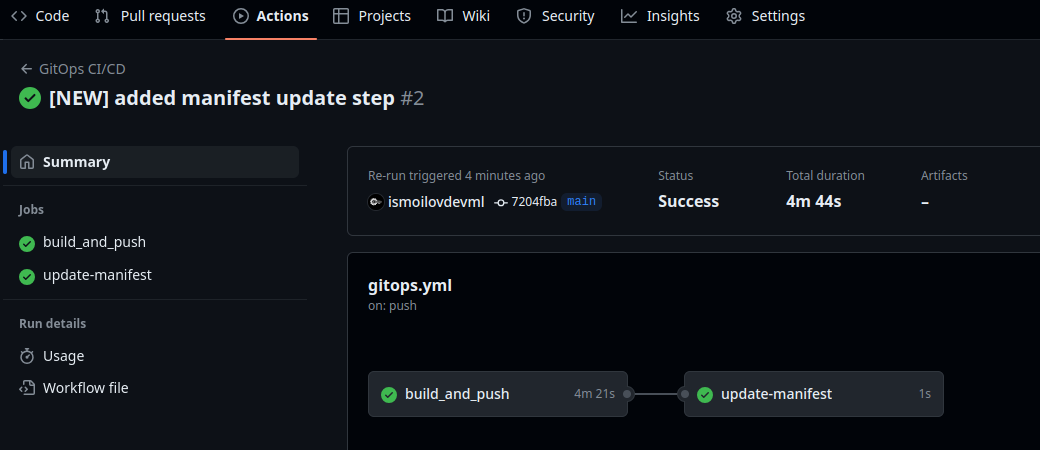 Code Pull requests Actions Projects Wiki Security Insights Settings
GitOps CI/CD
[NEW] added manifest update step #2
Summary
Jobs
build_and_push
update-manifest
Run details
Usage
Workflow file
Re-run triggered 4 minutes ago
ismoilovdevml 7204fba main
Status
Success
Total duration
4m 44s
Artifacts
–
gitops.yml
on: push
build_and_push 4m 21s
update-manifest 1s